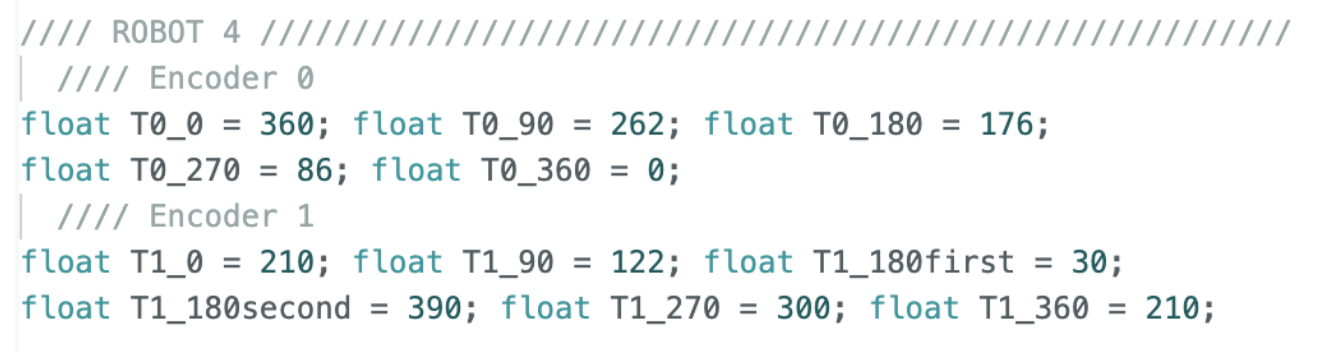 //// ROBOT 4 ////////////////////////////////////////////////////////
//// Encoder 0
float T0_0 = 360; float T0_90 = 262; float T0_180 = 176;
float T0_270 = 86; float T0_360 = 0;
//// Encoder 1
float T1_0 = 210; float T1_90 = 122; float T1_180first = 30;
float T1_180second = 390; float T1_270 = 300; float T1_360 = 210;